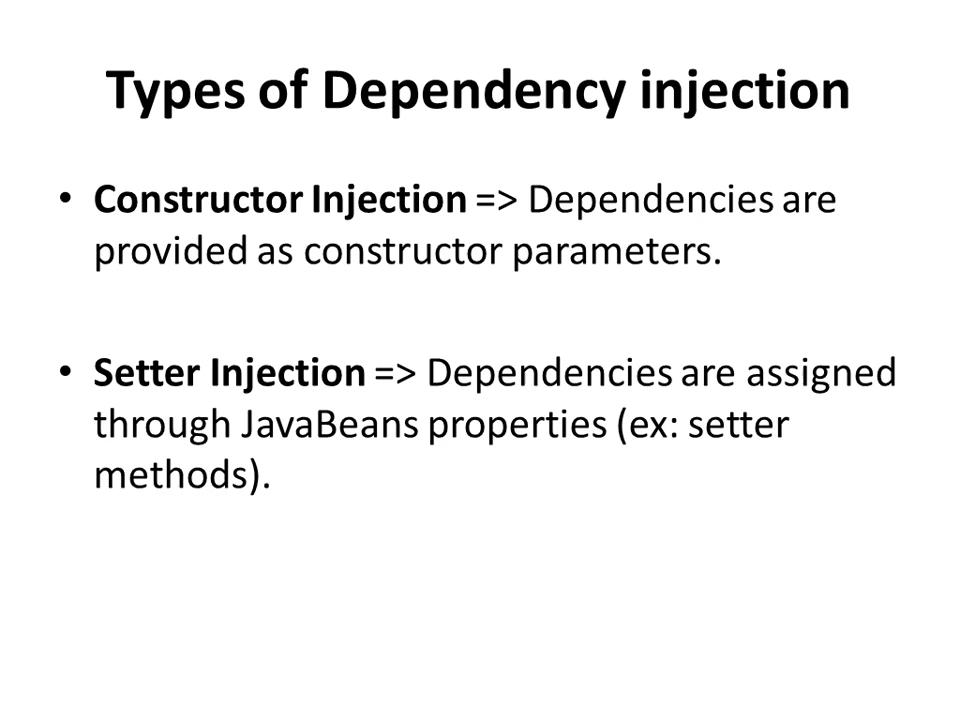 Types of Dependency injection
• Constructor Injection => Dependencies are
provided as constructor parameters.
• Setter Injection => Dependencies are assigned
through JavaBeans properties (ex: setter
methods).